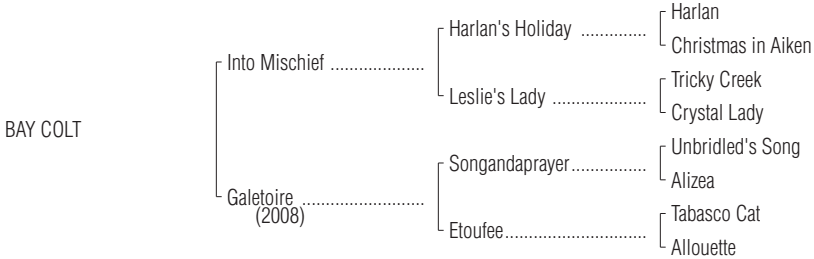 Harlan
Harlan's Holiday ..............
Christmas in Aiken
Into Mischief ....................
Tricky Creek
Leslie's Lady ....................
Crystal Lady
BAY COLT
Unbridled's Song
Songandaprayer................
Alizea
Galetoire ..........................
(2008)
Tabasco Cat
Etoufee..............................
Allouette